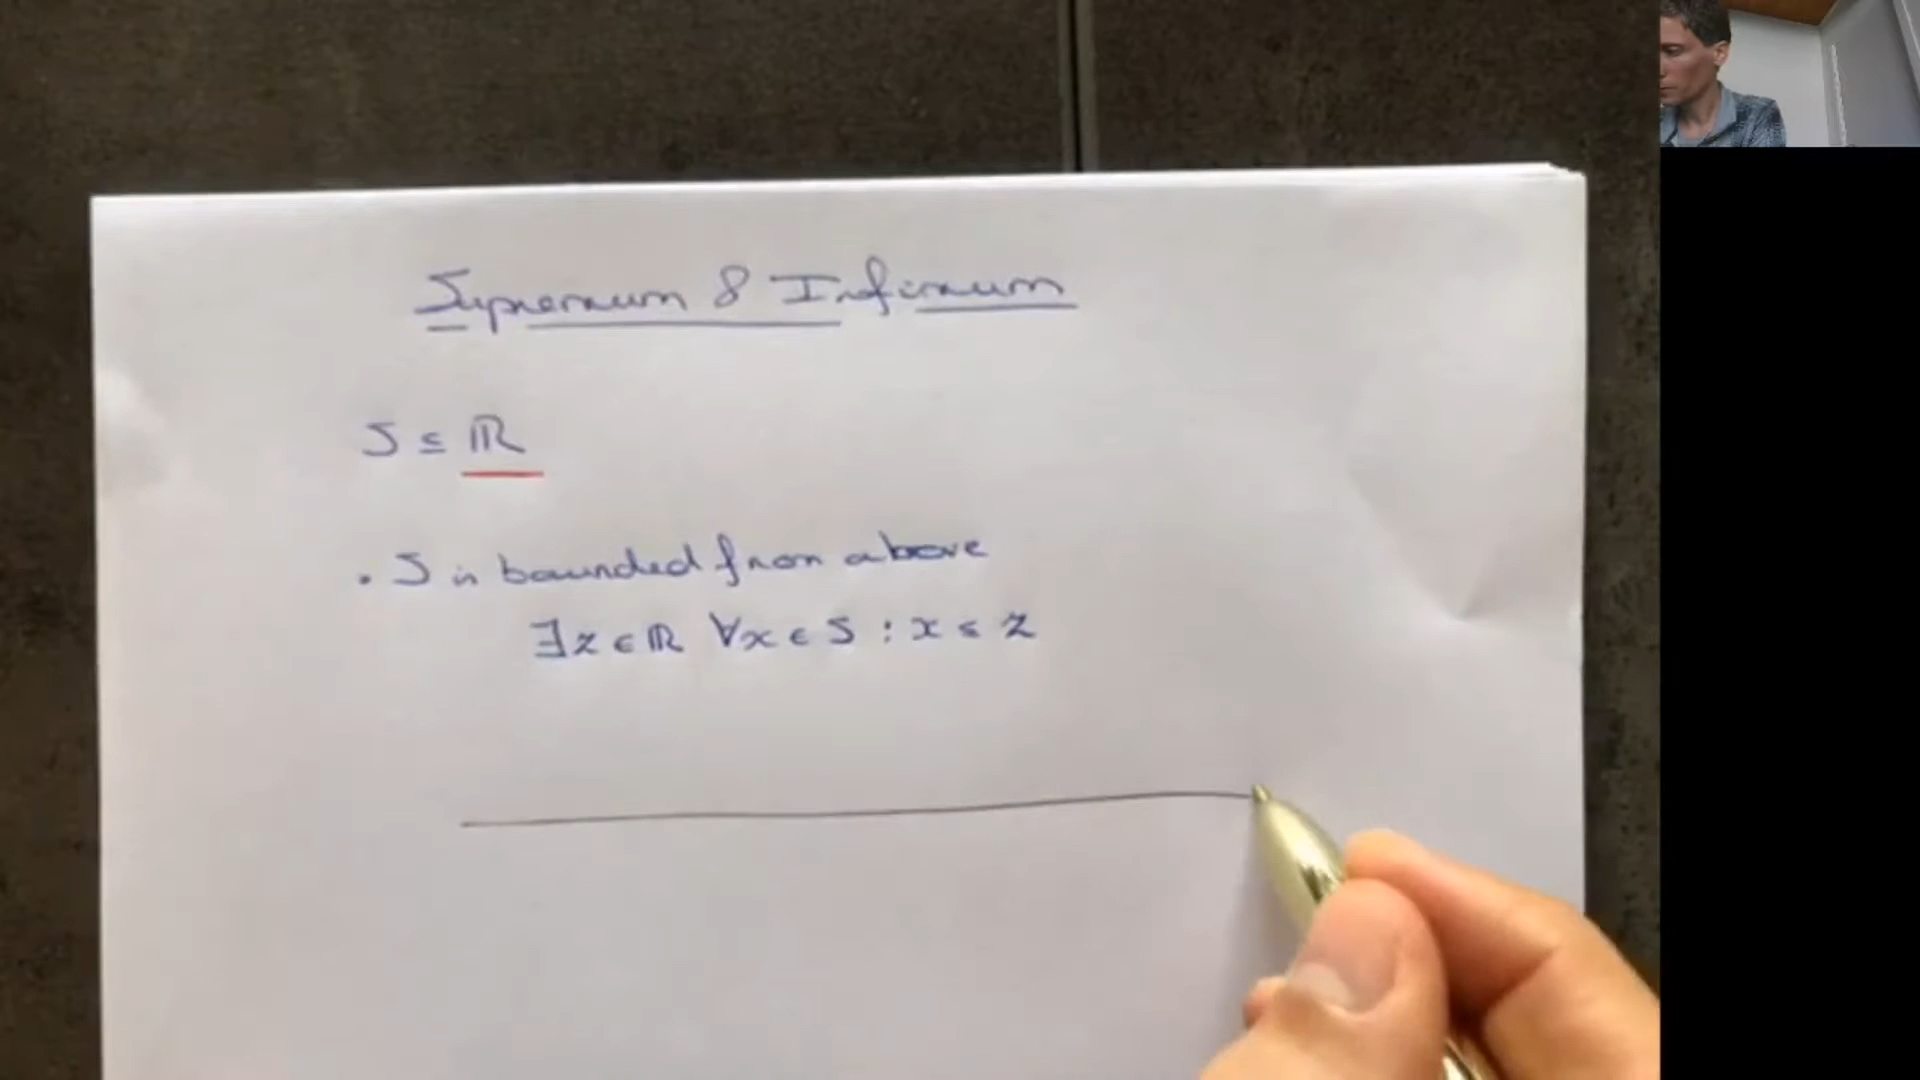 Supremum & Infimum
S ⊆ ℝ
• S is bounded from above
∃z ∈ ℝ ∀x ∈ S : x ≤ z